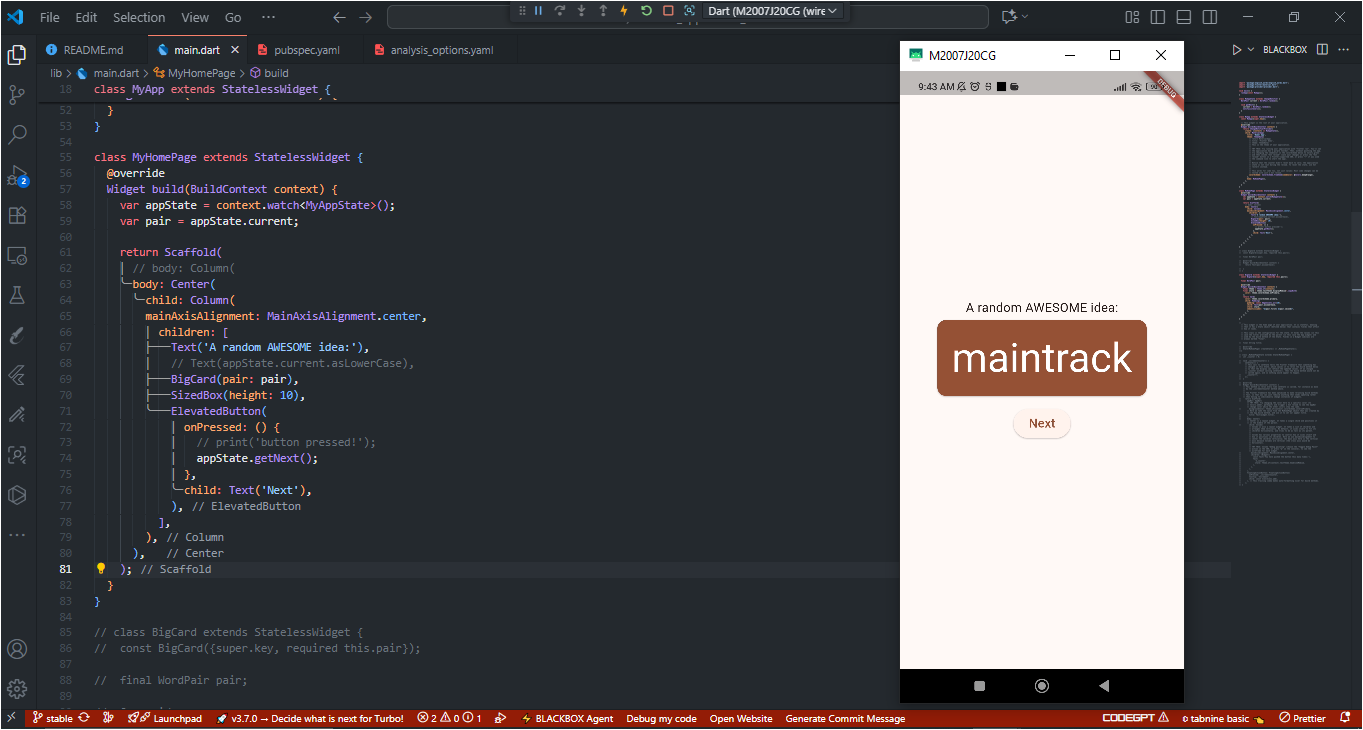 File Edit Selection View Go ···
Dart (M2007J20CG (wire
README.md main.dart pubspec.yaml analysis_options.yaml
BLACKBOX
lib > main.dart > MyHomePage > build
18 class MyApp extends StatelessWidget {
52 }
53 }
54
55 class MyHomePage extends StatelessWidget {
56 @override
57 Widget build(BuildContext context) {
58 var appState = context.watch<MyAppState>();
59 var pair = appState.current;
60
61 return Scaffold(
62 // body: Column(
63 body: Center(
64 child: Column(
65 mainAxisAlignment: MainAxisAlignment.center,
66 children: [
67 Text('A random AWESOME idea:'),
68 // Text(appState.current.asLowerCase),
69 BigCard(pair: pair),
70 SizedBox(height: 10),
71 ElevatedButton(
72 onPressed: () {
73 // print('button pressed!');
74 appState.getNext();
75 },
76 child: Text('Next'),
77 ), // ElevatedButton
78 ],
79 ), // Column
80 ), // Center
81 ); // Scaffold
82 }
83 }
84
85 // class BigCard extends StatelessWidget {
86 // const BigCard({super.key, required this.pair});
87
88 // final WordPair pair;
89
M2007J20CG
9:43 AM
DEBUG
A random AWESOME idea:
maintrack
Next
2
stable Launchpad v3.7.0 → Decide what is next for Turbo! 2 0 1 BLACKBOX Agent Debug my code Open Website Generate Commit Message CODEGPT tabnine basic Prettier